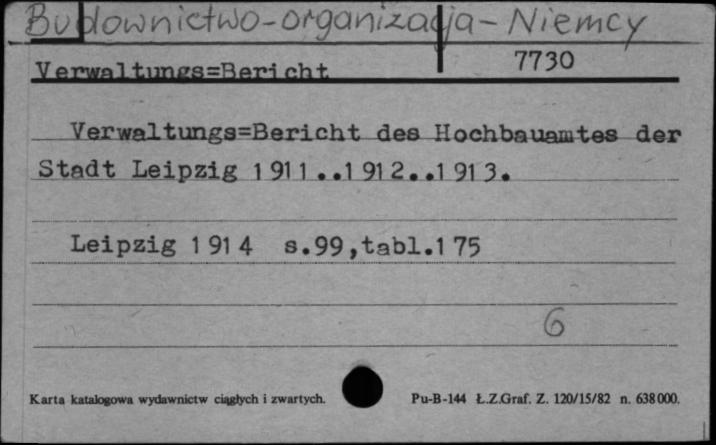 Budownictwo-organizacja-Niemcy
Verwaltungs=Bericht 7730
Verwaltungs=Bericht des Hochbauamtes der
Stadt Leipzig 1911..1912..1913.
Leipzig 1914 s.99,tabl.175
6
Karta katalogowa wydawnictw ciągłych i zwartych. Pu-B-144 Ł.Z.Graf. Z. 120/15/82 n. 638000.